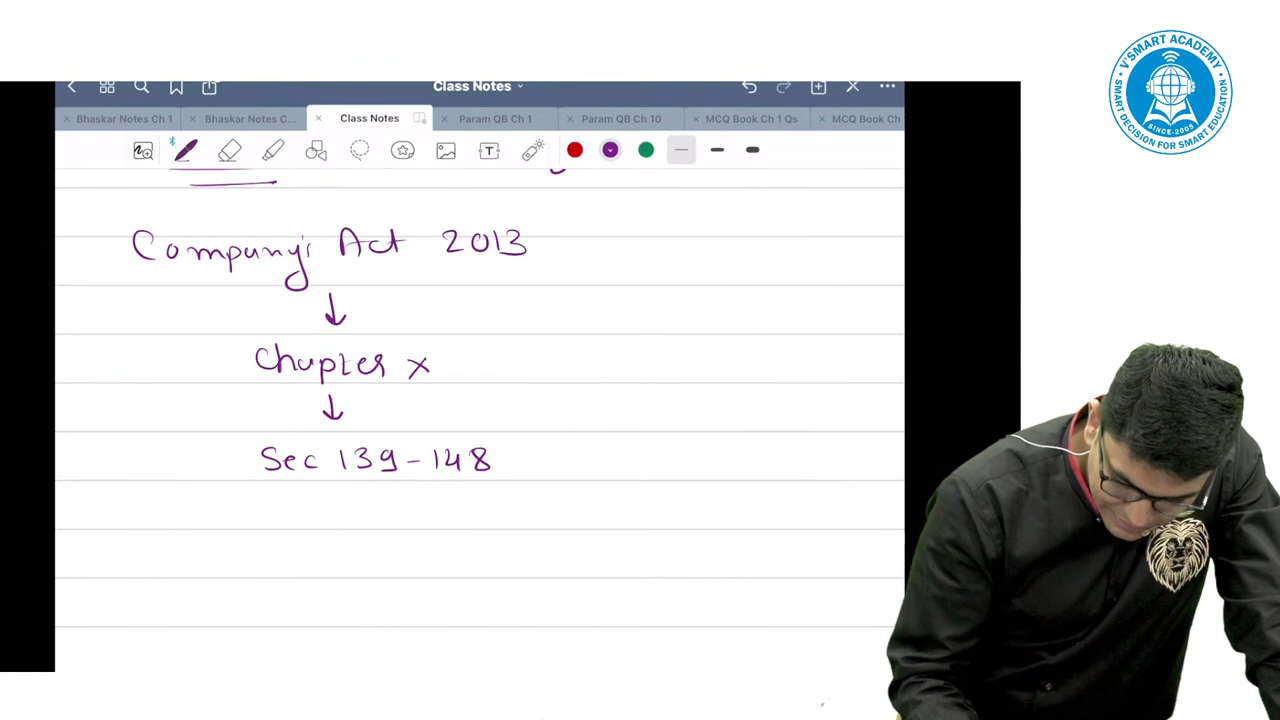 V'SMART ACADEMY
SMART DECISION FOR SMART EDUCATION
SINCE-2005
Class Notes
Bhaskar Notes Ch 1
Bhaskar Notes C...
Class Notes
Param QB Ch 1
Param QB Ch 10
MCQ Book Ch 1 Qs
MCQ Book Ch
T
Company's Act 2013
↓
Chapter X
↓
Sec 139-148